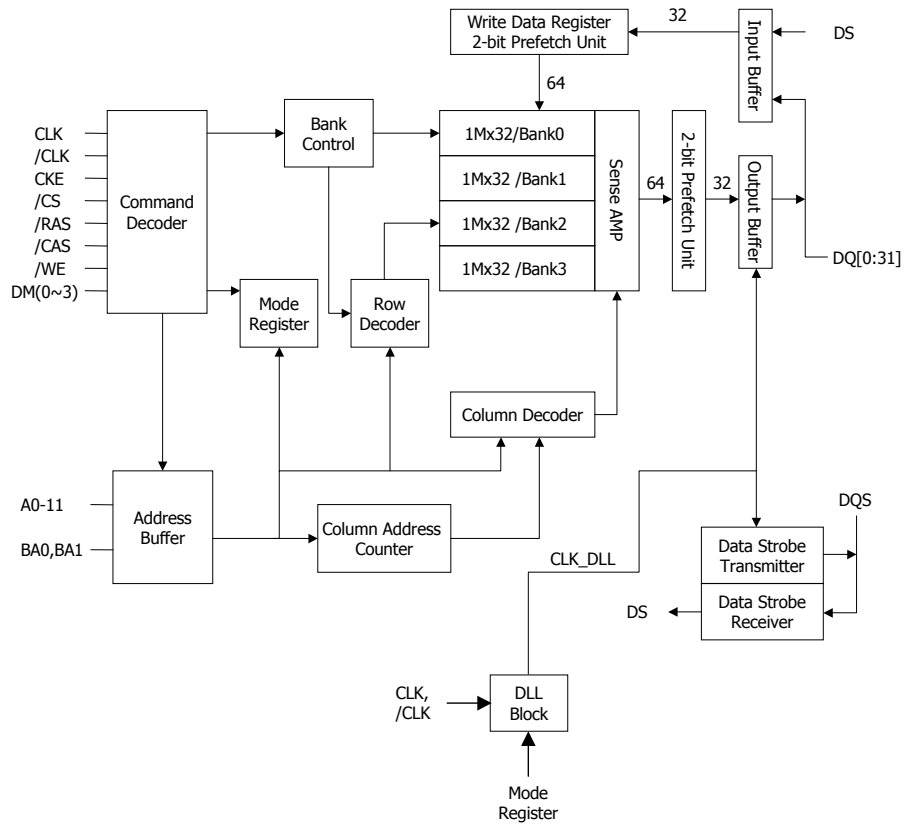 Write Data Register
2-bit Prefetch Unit
32
Input Buffer
DS
64
CLK
/CLK
CKE
/CS
/RAS
/CAS
/WE
DM(0~3)
Command
Decoder
Bank
Control
1Mx32/Bank0
1Mx32 /Bank1
1Mx32 /Bank2
1Mx32 /Bank3
Sense AMP
64
2-bit Prefetch Unit
32
Output Buffer
DQ[0:31]
Mode
Register
Row
Decoder
Column Decoder
A0-11
BA0,BA1
Address
Buffer
Column Address
Counter
CLK_DLL
DQS
Data Strobe
Transmitter
Data Strobe
Receiver
DS
CLK,
/CLK
DLL
Block
Mode
Register